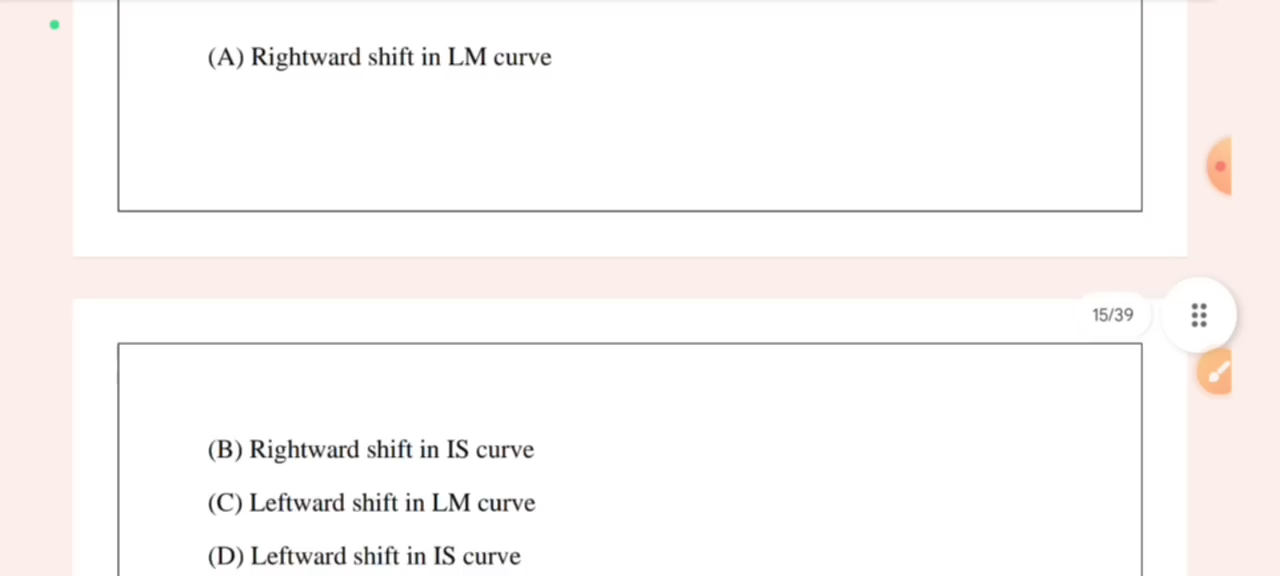 (A) Rightward shift in LM curve
15/39
(B) Rightward shift in IS curve
(C) Leftward shift in LM curve
(D) Leftward shift in IS curve